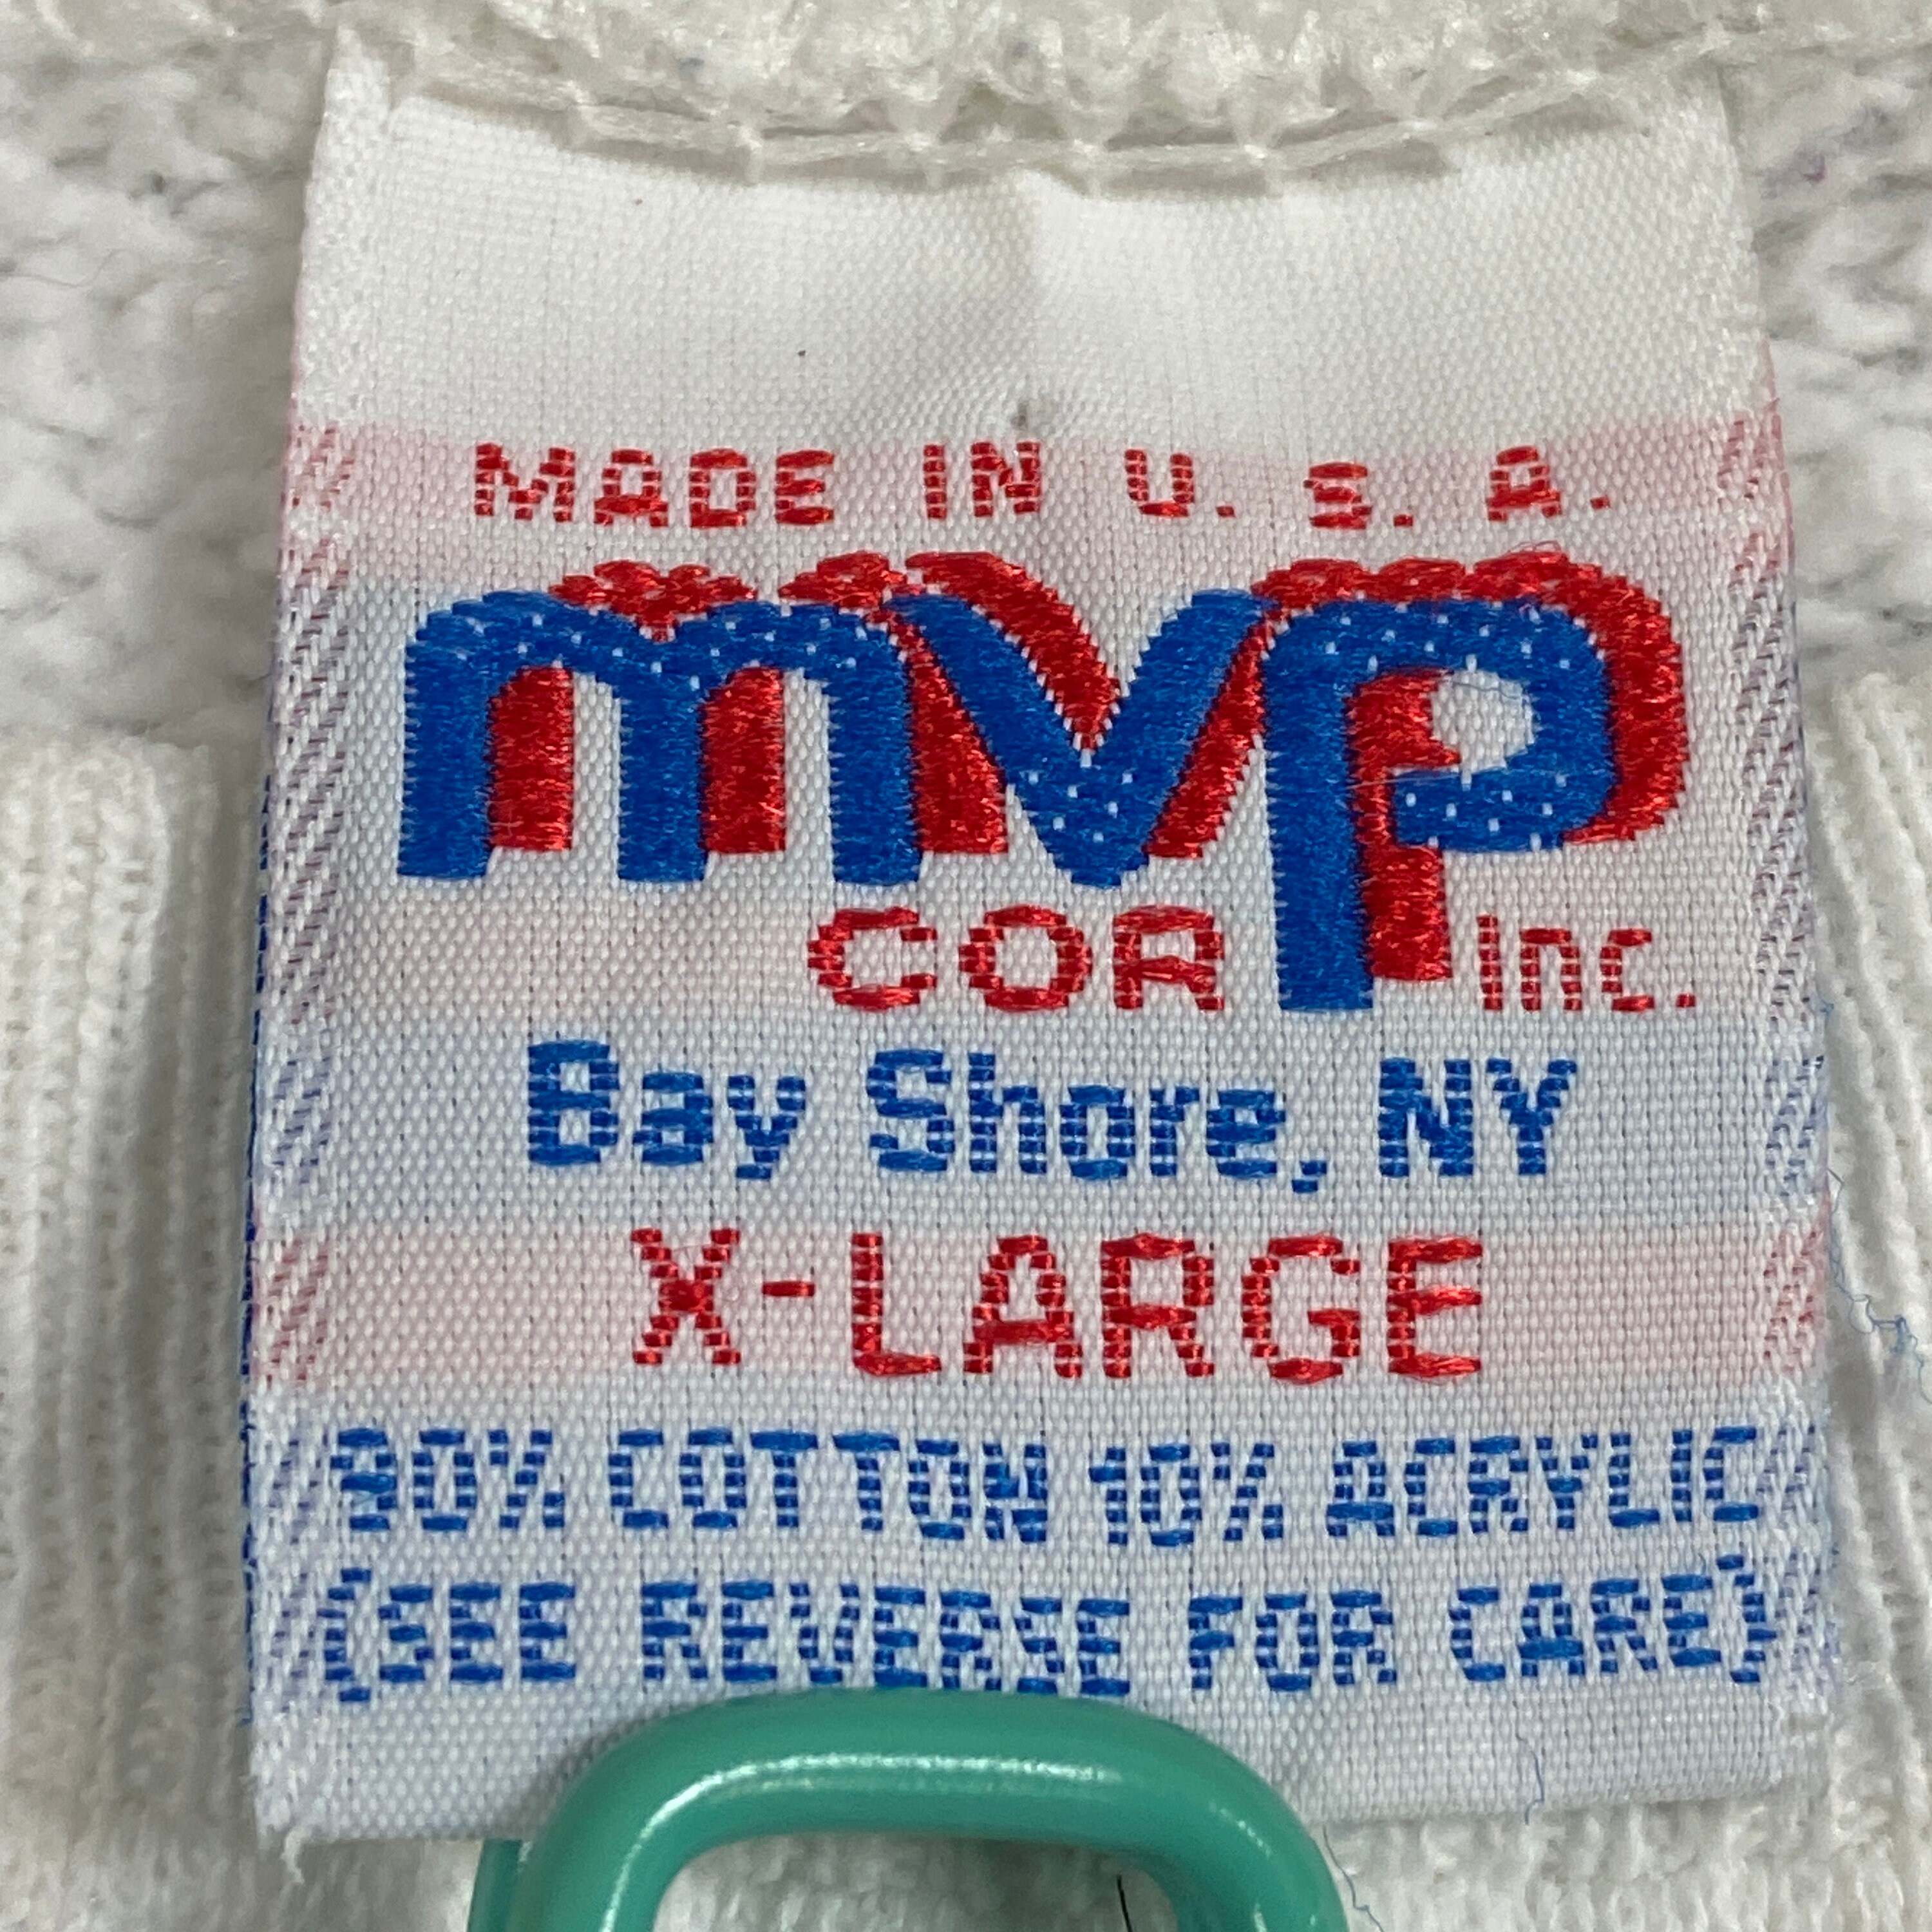 MADE IN U. S. A.
mvp
COR Inc.
Bay Shore, NY
X-LARGE
90% COTTON 10% ACRYLIC
(SEE REVERSE FOR CARE)